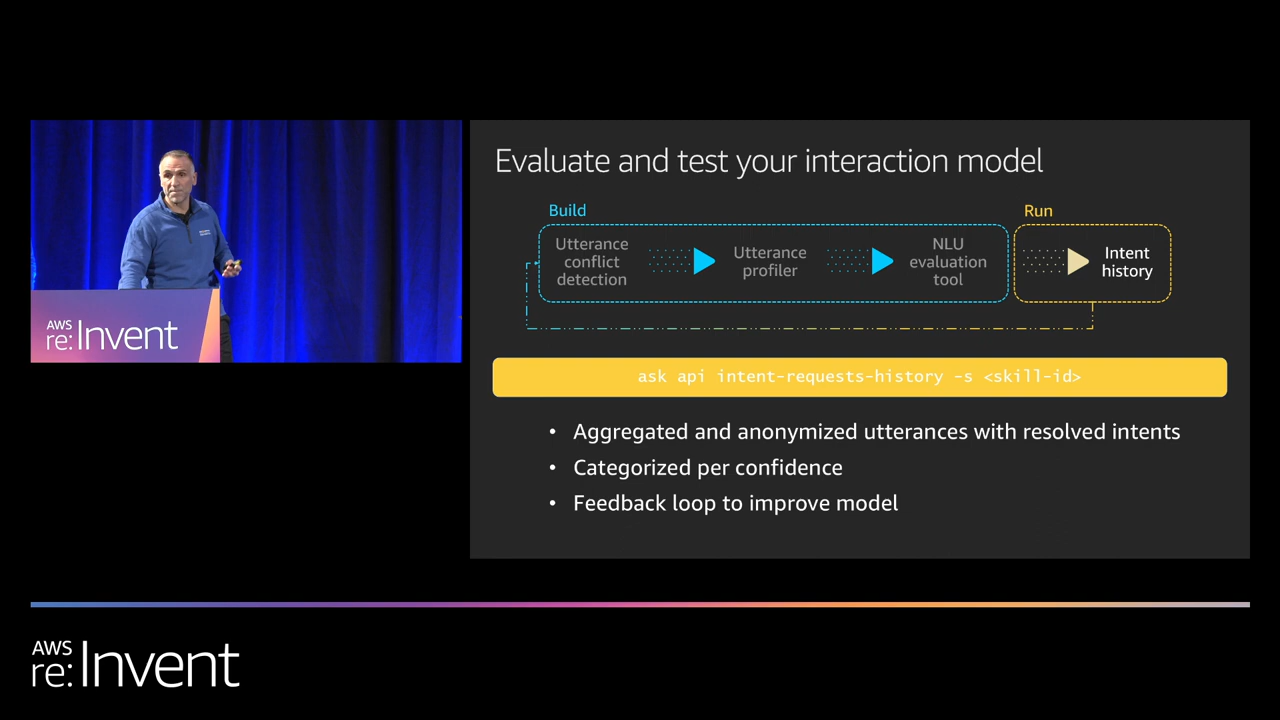 AWS
re:Invent
Evaluate and test your interaction model
Build
Run
Utterance
conflict
detection
Utterance
profiler
NLU
evaluation
tool
Intent
history
ask api intent-requests-history -s <skill-id>
• Aggregated and anonymized utterances with resolved intents
• Categorized per confidence
• Feedback loop to improve model
AWS
re:Invent